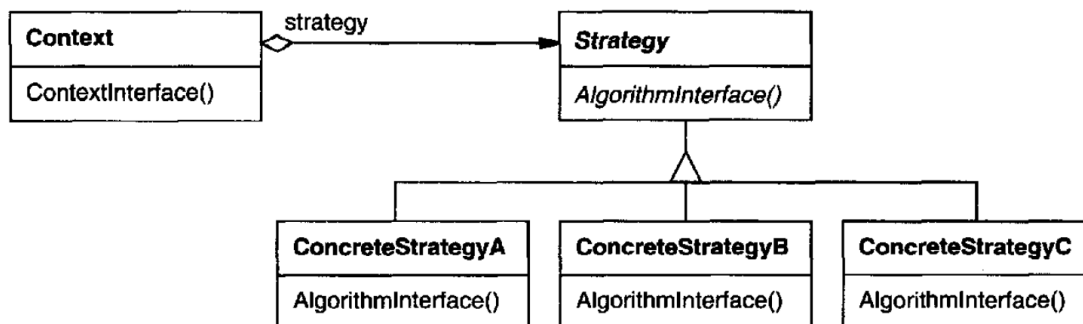 Context
strategy
Strategy
ContextInterface()
AlgorithmInterface()
ConcreteStrategyA
ConcreteStrategyB
ConcreteStrategyC
AlgorithmInterface()
AlgorithmInterface()
AlgorithmInterface()